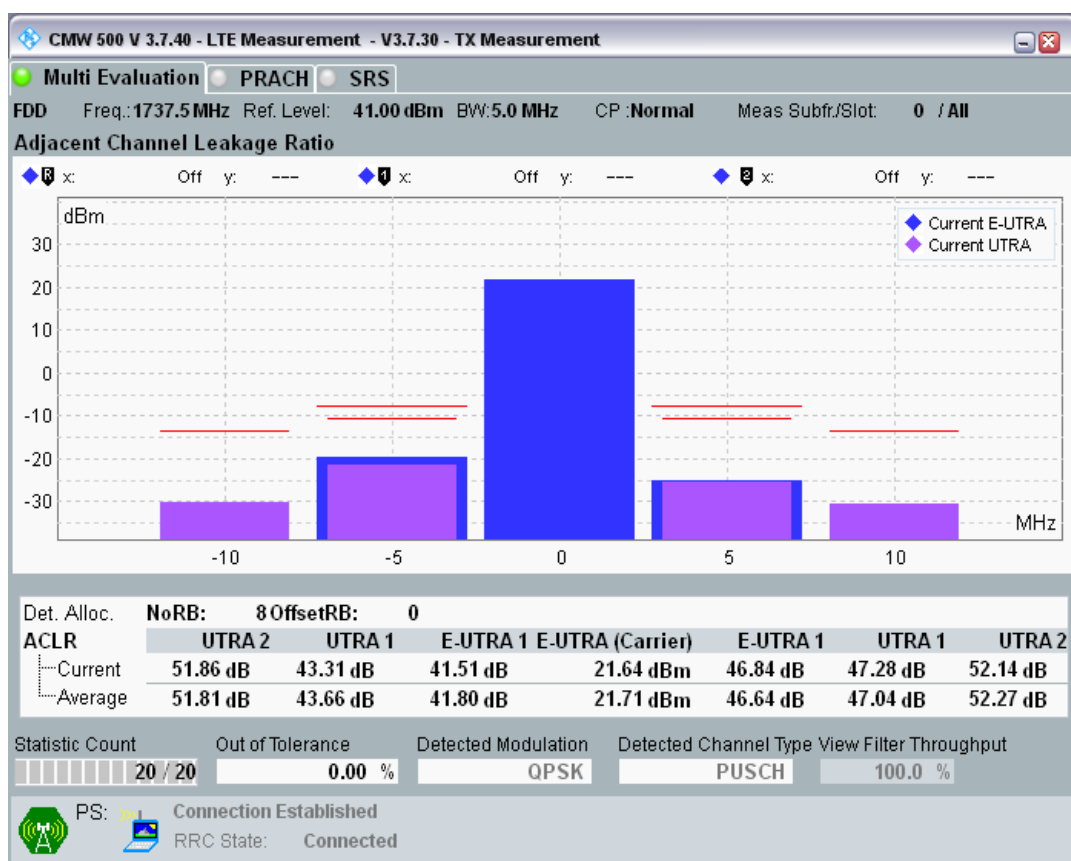 CMW 500 V 3.7.40 - LTE Measurement - V3.7.30 - TX Measurement
Multi Evaluation PRACH SRS
FDD Freq.: 1737.5 MHz Ref. Level: 41.00 dBm BW: 5.0 MHz CP : Normal Meas Subfr./Slot: 0 / All
Adjacent Channel Leakage Ratio
R x: Off y: --- 1 x: Off y: --- 2 x: Off y: ---
dBm
Current E-UTRA
Current UTRA
30
20
10
0
-10
-20
-30
MHz
-10 -5 0 5 10
Det. Alloc. NoRB: 8 OffsetRB: 0
ACLR UTRA 2 UTRA 1 E-UTRA 1 E-UTRA (Carrier) E-UTRA 1 UTRA 1 UTRA 2
Current 51.86 dB 43.31 dB 41.51 dB 21.64 dBm 46.84 dB 47.28 dB 52.14 dB
Average 51.81 dB 43.66 dB 41.80 dB 21.71 dBm 46.64 dB 47.04 dB 52.27 dB
Statistic Count Out of Tolerance Detected Modulation Detected Channel Type View Filter Throughput
20 / 20 0.00 % QPSK PUSCH 100.0 %
PS: Connection Established
RRC State: Connected